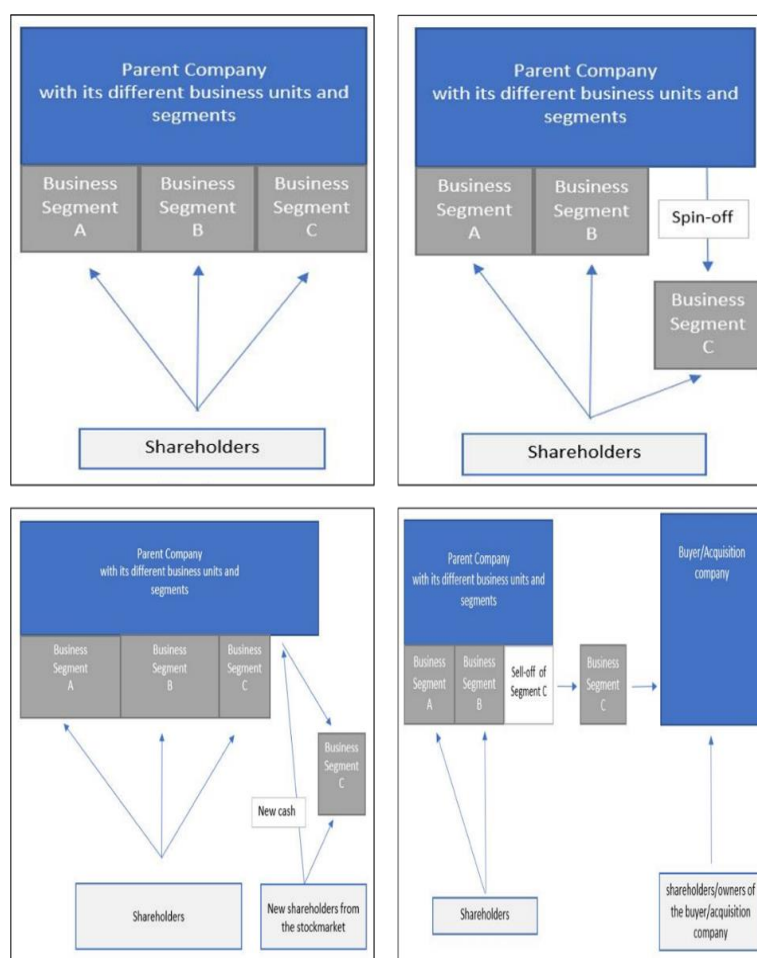 Parent Company
with its different business units and
segments
Business
Segment
A
Business
Segment
B
Business
Segment
C
Shareholders
Parent Company
with its different business units and
segments
Business
Segment
A
Business
Segment
B
Spin-off
Business
Segment
C
Shareholders
Parent Company
with its different business units and
segments
Business
Segment
A
Business
Segment
B
Business
Segment
C
Business
Segment
C
New cash
Shareholders
New shareholders from
the stockmarket
Parent Company
with its different business units and
segments
Business
Segment
A
Business
Segment
B
Sell-off of
Segment C
Business
Segment
C
Buyer/Acquisition
company
Shareholders
shareholders/owners of
the buyer/acquisition
company